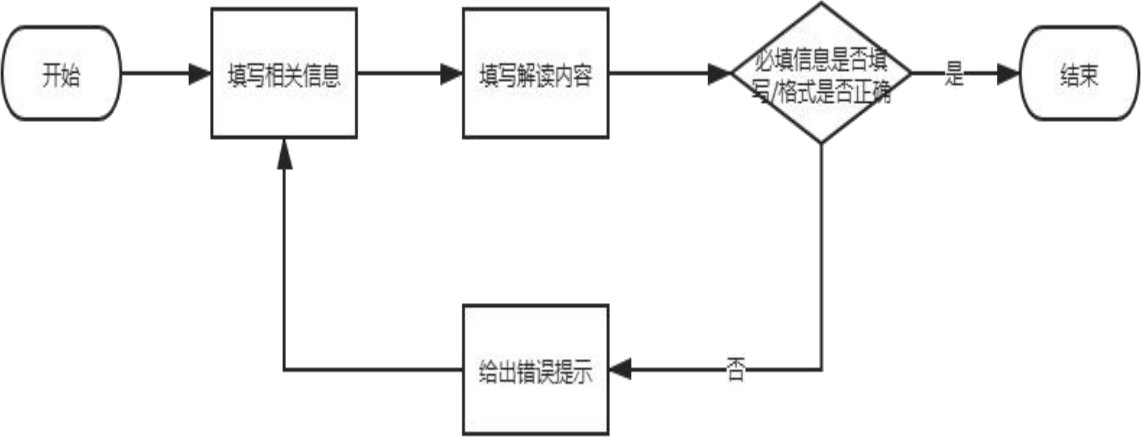 开始
填写相关信息
填写解读内容
必填信息是否填
写/格式是否正确
是
结束
给出错误提示
否